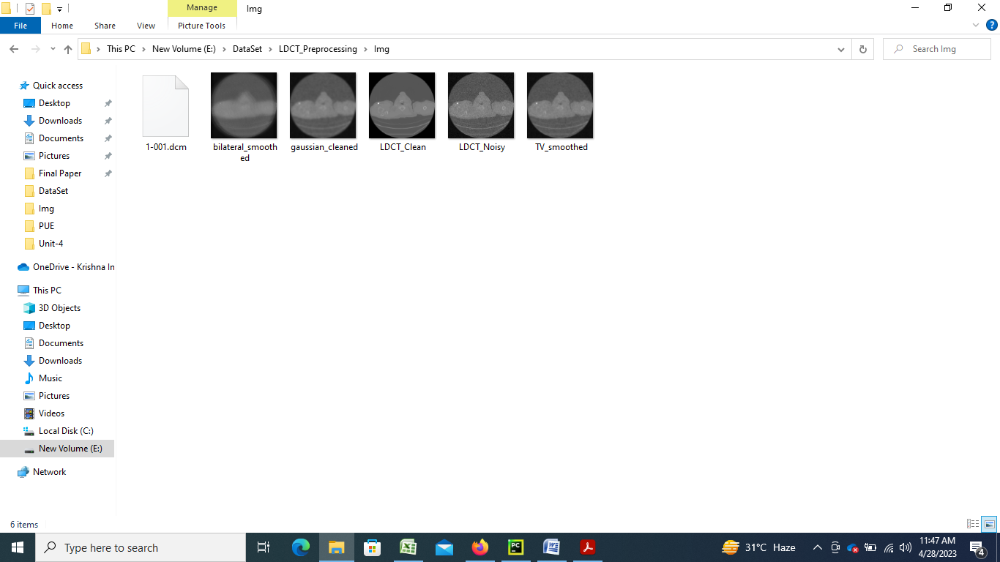 Manage
Img
File
Home
Share
View
Picture Tools
This PC
New Volume (E:)
DataSet
LDCT_Preprocessing
Img
Search Img
Quick access
Desktop
Downloads
Documents
Pictures
Final Paper
DataSet
Img
PUE
Unit-4
OneDrive - Krishna In
This PC
3D Objects
Desktop
Documents
Downloads
Music
Pictures
Videos
Local Disk (C:)
New Volume (E:)
Network
1-001.dcm
bilateral_smooth
ed
gaussian_cleaned
LDCT_Clean
LDCT_Noisy
TV_smoothed
6 items
Type here to search
PC
31°C Haze
11:47 AM
4/28/2023
4